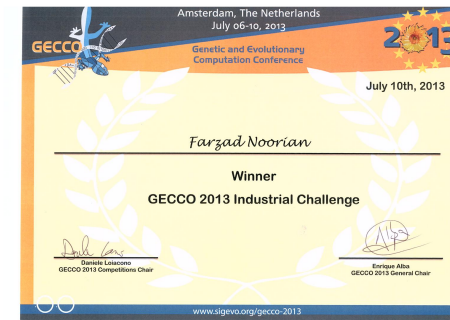 Amsterdam, The Netherlands
July 06-10, 2013
GECCO
Genetic and Evolutionary
Computation Conference
2013
July 10th, 2013
Farzad Noorian
Winner
GECCO 2013 Industrial Challenge
Daniele Loiacono
GECCO 2013 Competitions Chair
Enrique Alba
GECCO 2013 General Chair
www.sigevo.org/gecco-2013